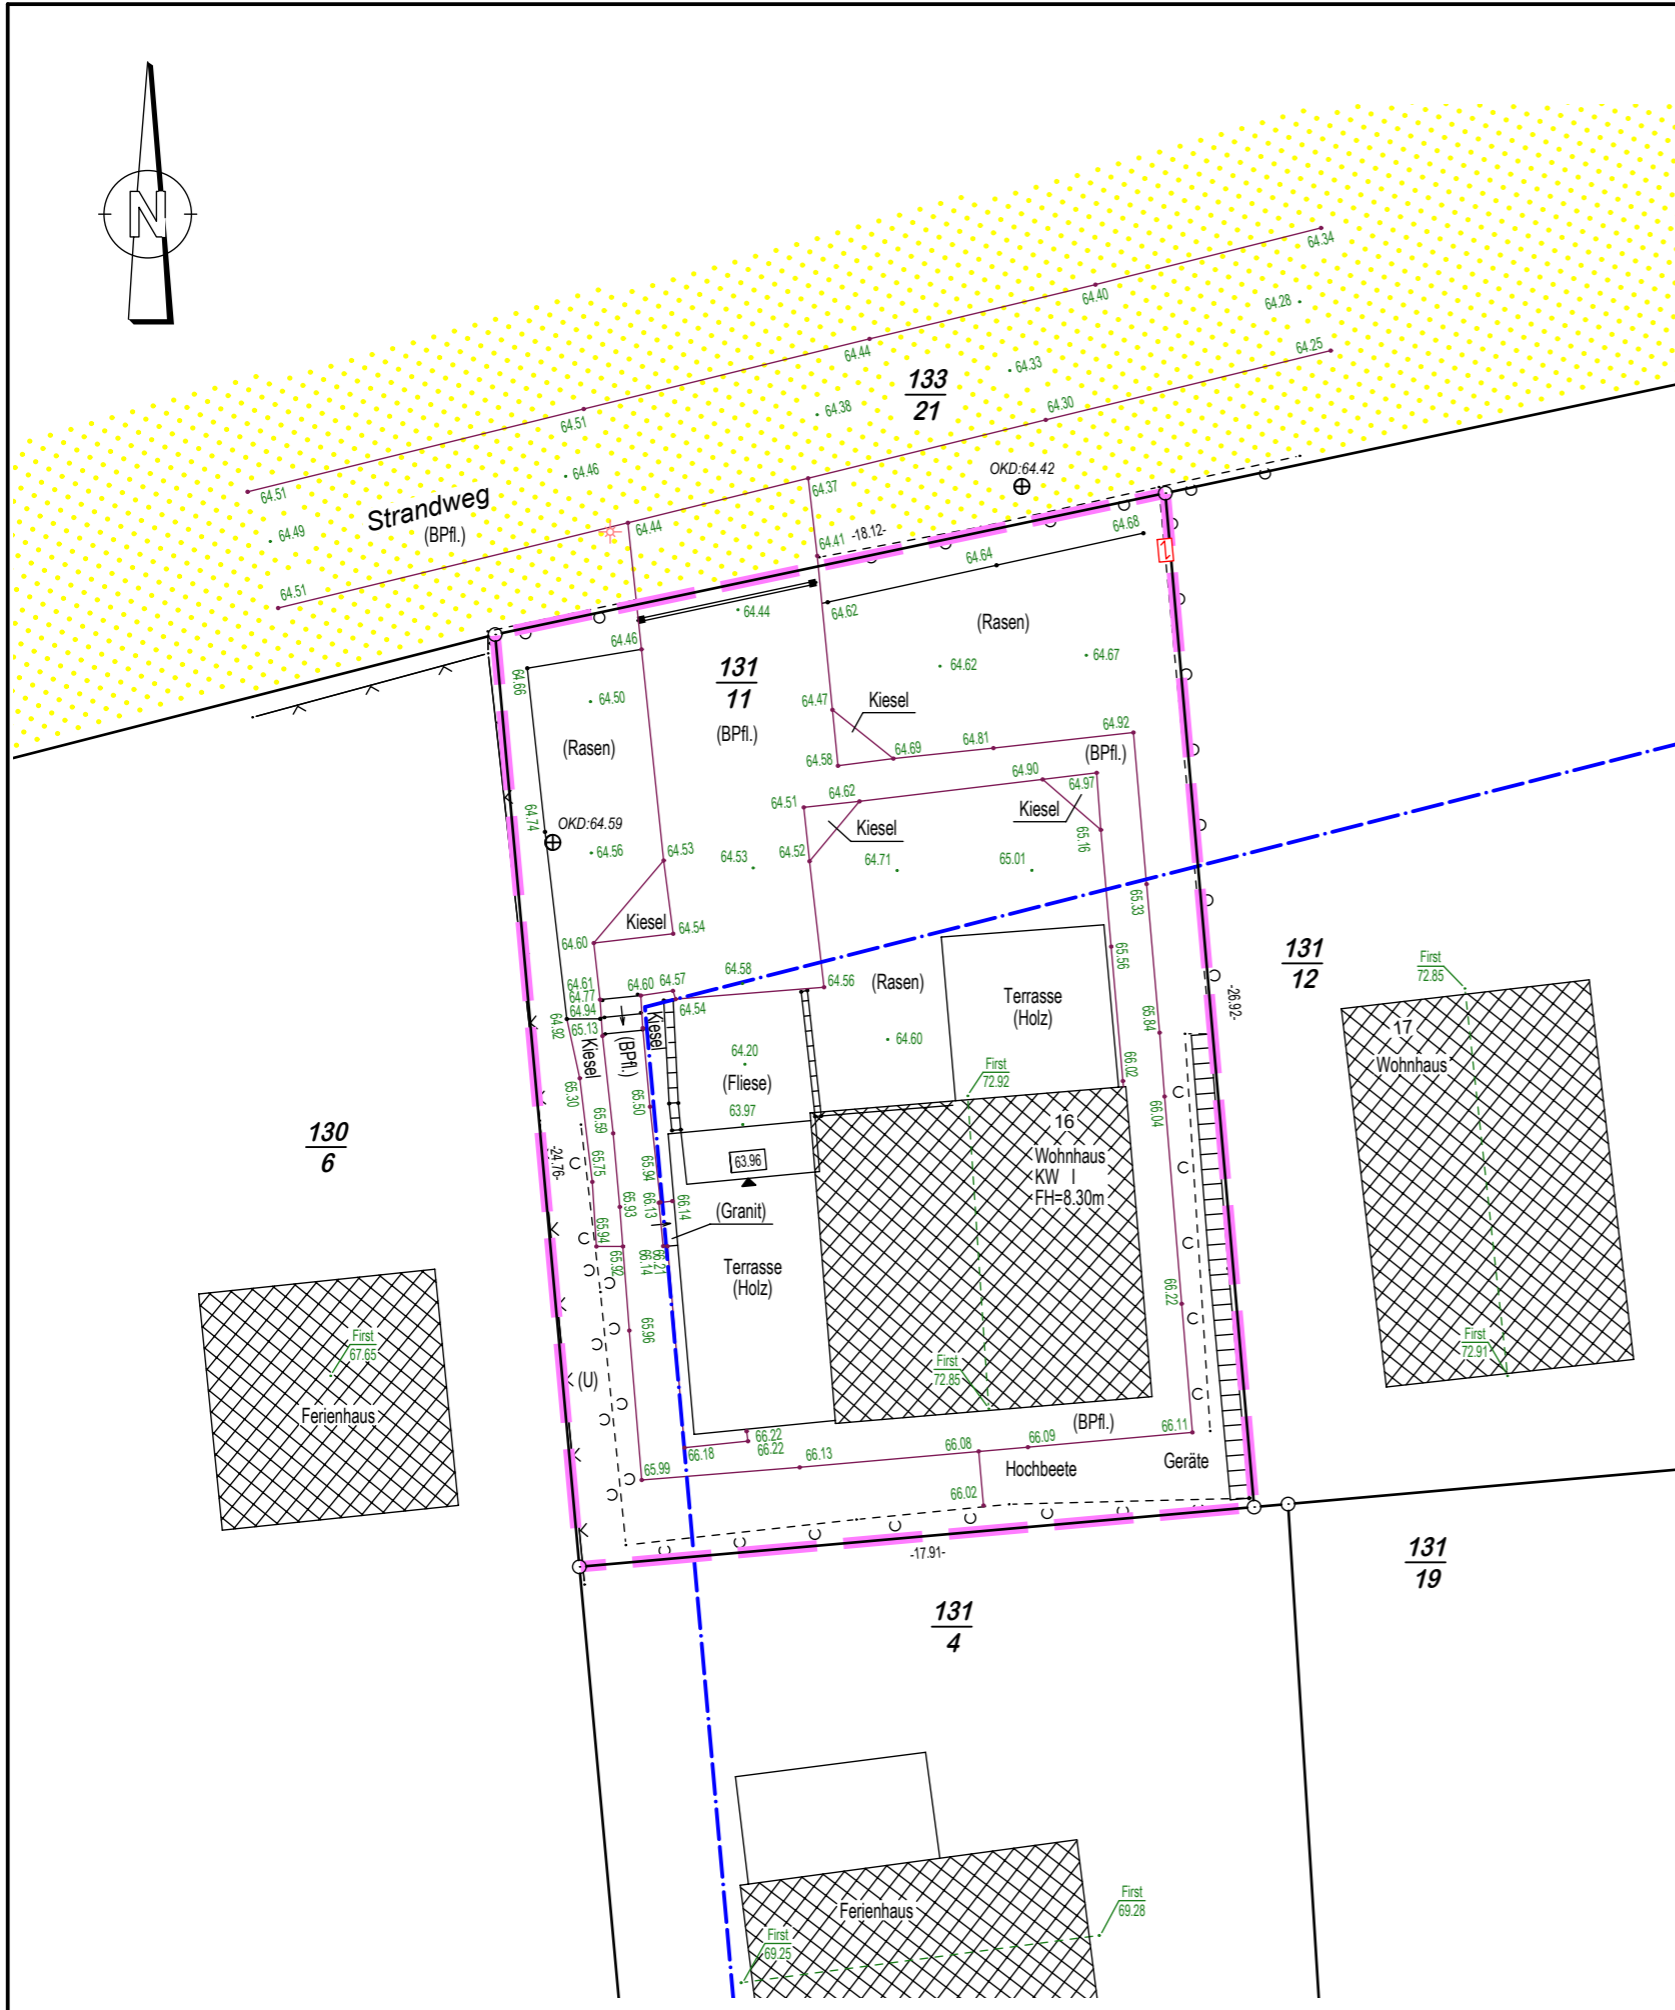 N
64.34
64.40
64.28
64.44
64.25
64.33
133
21
64.51
64.38
64.30
64.46
OKD:64.42
64.51
Strandweg
(BPfl.)
64.37
64.49
64.44
64.68
64.41
-18.12-
64.64
64.51
64.44
64.62
(Rasen)
64.46
64.67
64.62
131
11
64.66
64.50
64.47
Kiesel
(BPfl.)
(Rasen)
64.92
64.81
64.69
(BPfl.)
64.58
64.90
64.97
64.62
64.51
Kiesel
64.74
OKD:64.59
Kiesel
65.16
64.56
64.53
64.53
64.52
64.71
65.01
65.33
Kiesel
64.54
64.60
65.56
131
12
First
72.85
64.58
64.61
64.60
64.57
64.56
(Rasen)
64.77
64.54
Terrasse
(Holz)
-26.92-
64.94
64.92
65.13
Kiesel
(BPfl.)
Kiesel
65.84
17
Wohnhaus
64.60
64.20
(Fliese)
66.02
First
72.92
65.30
65.50
63.97
66.04
16
Wohnhaus
KW I
FH=8.30m
130
6
65.59
-24.76-
65.75
65.94
63.96
65.93
66.13
66.14
(Granit)
65.94
65.92
66.14
66.21
Terrasse
(Holz)
66.22
65.96
First
67.65
First
72.91
First
72.85
(U)
Ferienhaus
66.22
66.22
66.18
(BPfl.)
66.11
66.08
66.09
66.13
65.99
Hochbeete
Geräte
66.02
-17.91-
131
19
131
4
First
69.28
Ferienhaus
First
69.25